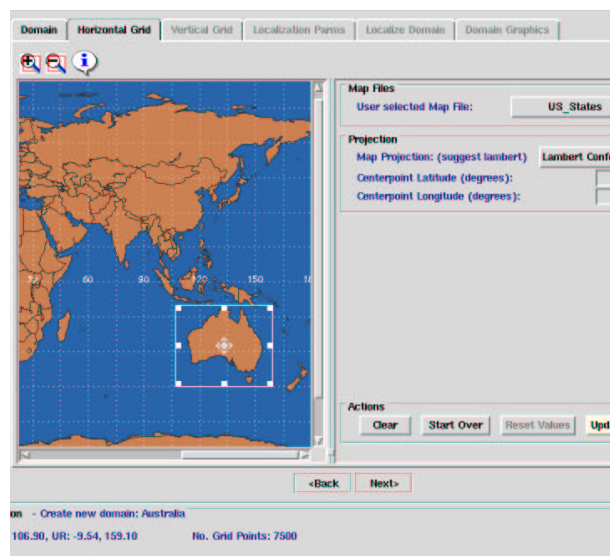 Domain Horizontal Grid Vertical Grid Localization Parms Localize Domain Domain Graphics
Map Files
User selected Map File: US_States
Projection
Map Projection: (suggest lambert) Lambert Confo
Centerpoint Latitude (degrees):
Centerpoint Longitude (degrees):
30 60 90 120 150 18
Actions
Clear Start Over Reset Values Upd
<Back Next>
on - Create new domain: Australia
106.90, UR: -9.54, 159.10 No. Grid Points: 7500